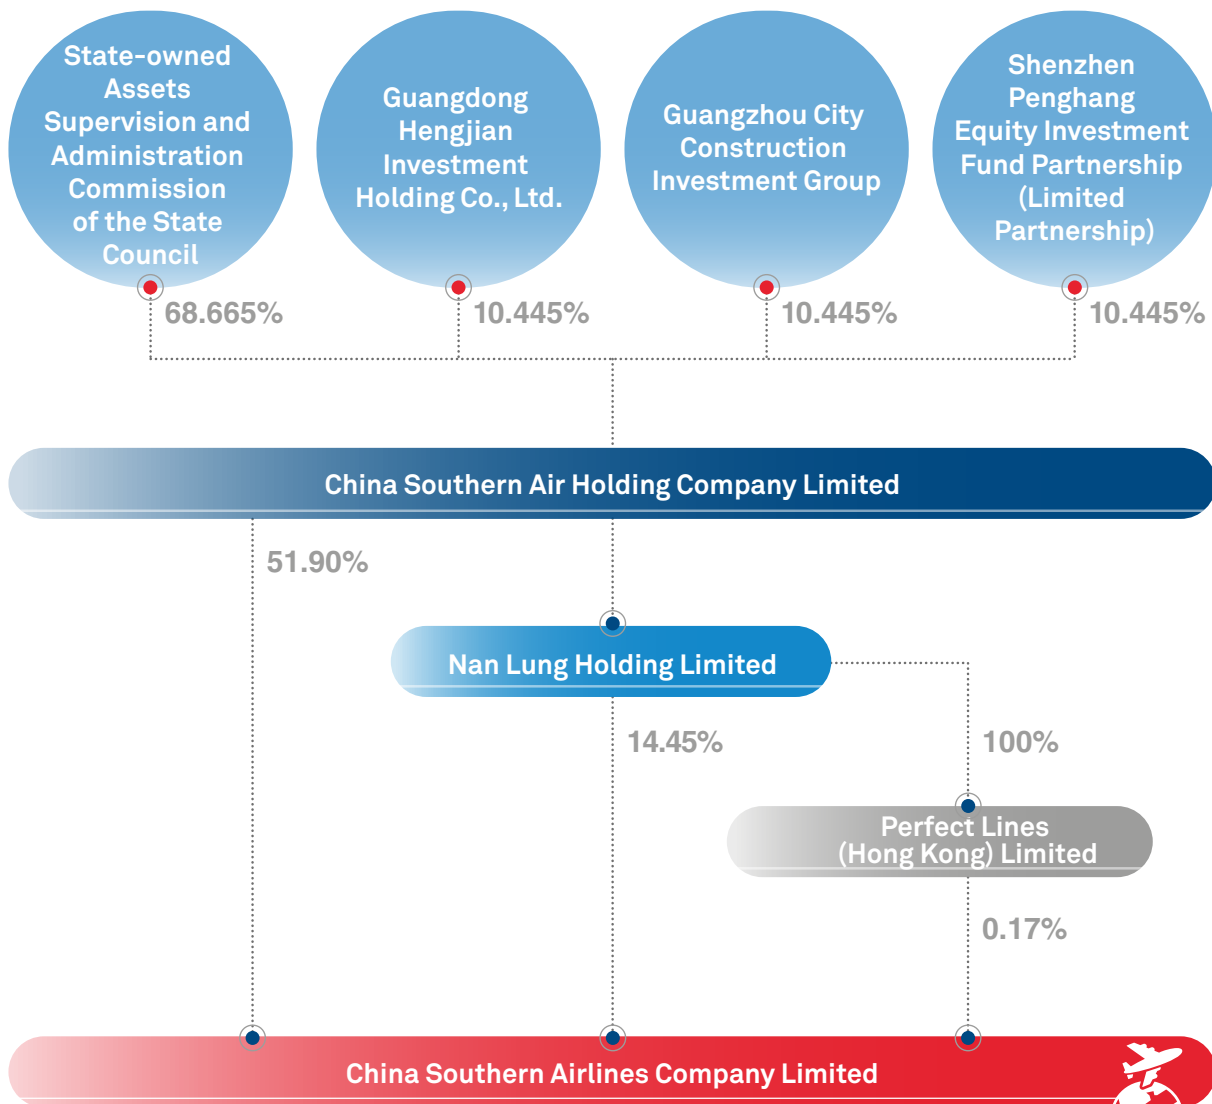 State-owned
Assets
Supervision and
Administration
Commission
of the State
Council
Guangdong
Hengjian
Investment
Holding Co., Ltd.
Guangzhou City
Construction
Investment Group
Shenzhen
Penghang
Equity Investment
Fund Partnership
(Limited
Partnership)
68.665%
10.445%
10.445%
10.445%
China Southern Air Holding Company Limited
51.90%
Nan Lung Holding Limited
14.45%
100%
Perfect Lines
(Hong Kong) Limited
0.17%
China Southern Airlines Company Limited